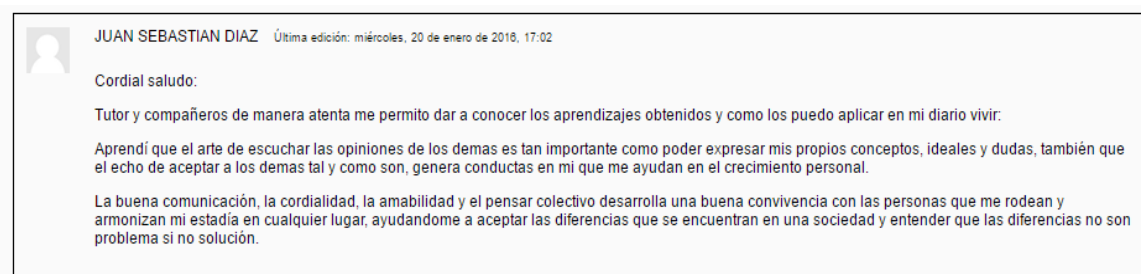 JUAN SEBASTIAN DIAZ Última edición: miércoles, 20 de enero de 2016, 17:02
Cordial saludo:
Tutor y compañeros de manera atenta me permito dar a conocer los aprendizajes obtenidos y como los puedo aplicar en mi diario vivir:
Aprendí que el arte de escuchar las opiniones de los demas es tan importante como poder expresar mis propios conceptos, ideales y dudas, también que
el echo de aceptar a los demas tal y como son, genera conductas en mi que me ayudan en el crecimiento personal.
La buena comunicación, la cordialidad, la amabilidad y el pensar colectivo desarrolla una buena convivencia con las personas que me rodean y
armonizan mi estadía en cualquier lugar, ayudandome a aceptar las diferencias que se encuentran en una sociedad y entender que las diferencias no son
problema si no solución.